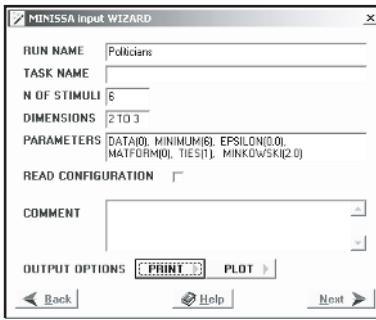 MINISSA input WIZARD
RUN NAME Politicians
TASK NAME
N OF STIMULI 6
DIMENSIONS 2 TO 3
PARAMETERS DATA(0), MINIMUM(6), EPSILON(0.0),
MATFORM(0), TIES(1), MINKOWSKI(2.0)
READ CONFIGURATION
COMMENT
OUTPUT OPTIONS PRINT PLOT
Back Help Next